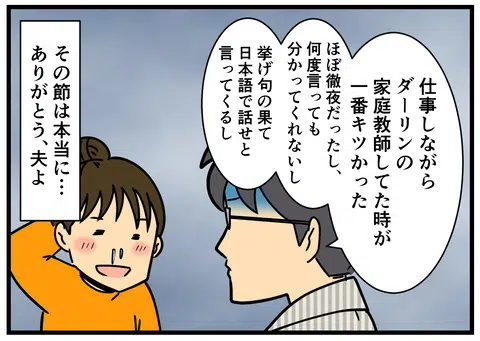 仕事しながら
ダーリンの
家庭教師してた時が
一番キツかった
ほぼ徹夜だったし、
何度言っても
分かってくれないし
挙げ句の果て
日本語で話せと
言ってくるし
その節は本当に…
ありがとう、夫よ